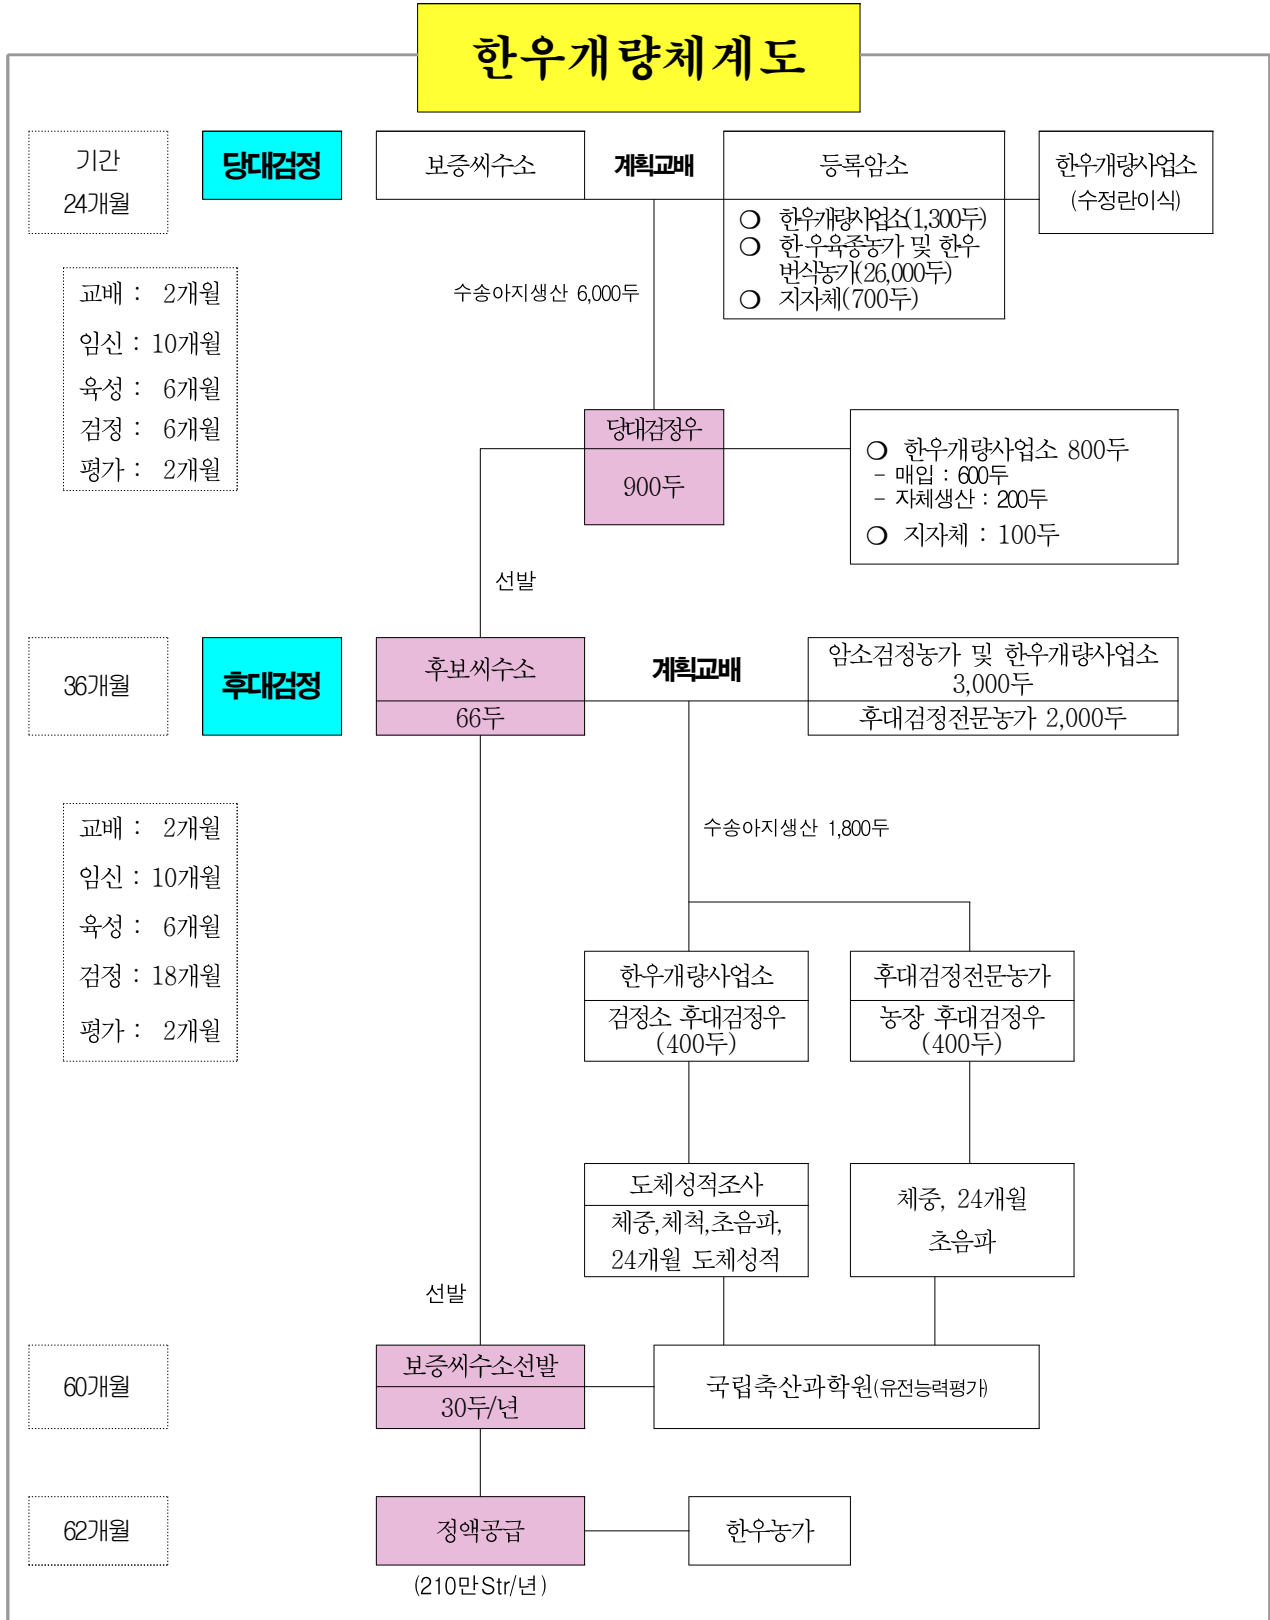 한우개량체계도
기간
24개월
당대검정
보증씨수소
계획교배
등록암소
한우개량사업소
(수정란이식)
❍ 한우개량사업소(1,300두)
❍ 한우육종농가 및 한우
번식농가(26,000두)
❍ 지자체(700두)
교배 : 2개월
임신 : 10개월
육성 : 6개월
검정 : 6개월
평가 : 2개월
수송아지생산 6,000두
당대검정우
900두
❍ 한우개량사업소 800두
- 매입 : 600두
- 자체생산 : 200두
❍ 지자체 : 100두
선발
36개월
후대검정
후보씨수소
66두
계획교배
암소검정농가 및 한우개량사업소
3,000두
후대검정전문농가 2,000두
교배 : 2개월
임신 : 10개월
육성 : 6개월
검정 : 18개월
평가 : 2개월
수송아지생산 1,800두
한우개량사업소
검정소 후대검정우
(400두)
후대검정전문농가
농장 후대검정우
(400두)
도체성적조사
체중,체척,초음파,
24개월 도체성적
체중, 24개월
초음파
선발
60개월
보증씨수소선발
30두/년
국립축산과학원(유전능력평가)
62개월
정액공급
한우농가
(210만Str/년)